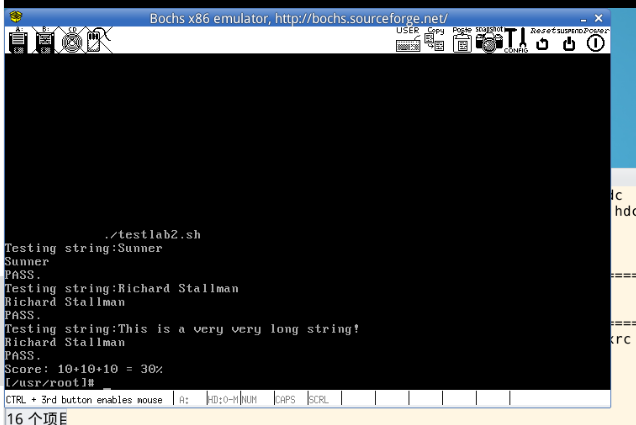 Bochs x86 emulator, http://bochs.sourceforge.net/
A: B: CD USER Copy Paste snapshot CONFIG Reset SUSPEND Power
./testlab2.sh
Testing string:Sunner
Sunner
PASS.
Testing string:Richard Stallman
Richard Stallman
PASS.
Testing string:This is a very very long string!
Richard Stallman
PASS.
Score: 10+10+10 = 30%
[/usr/root]# _
CTRL + 3rd button enables mouse A: HD:0-M NUM CAPS SCRL
hdc
====
====
16 个项目